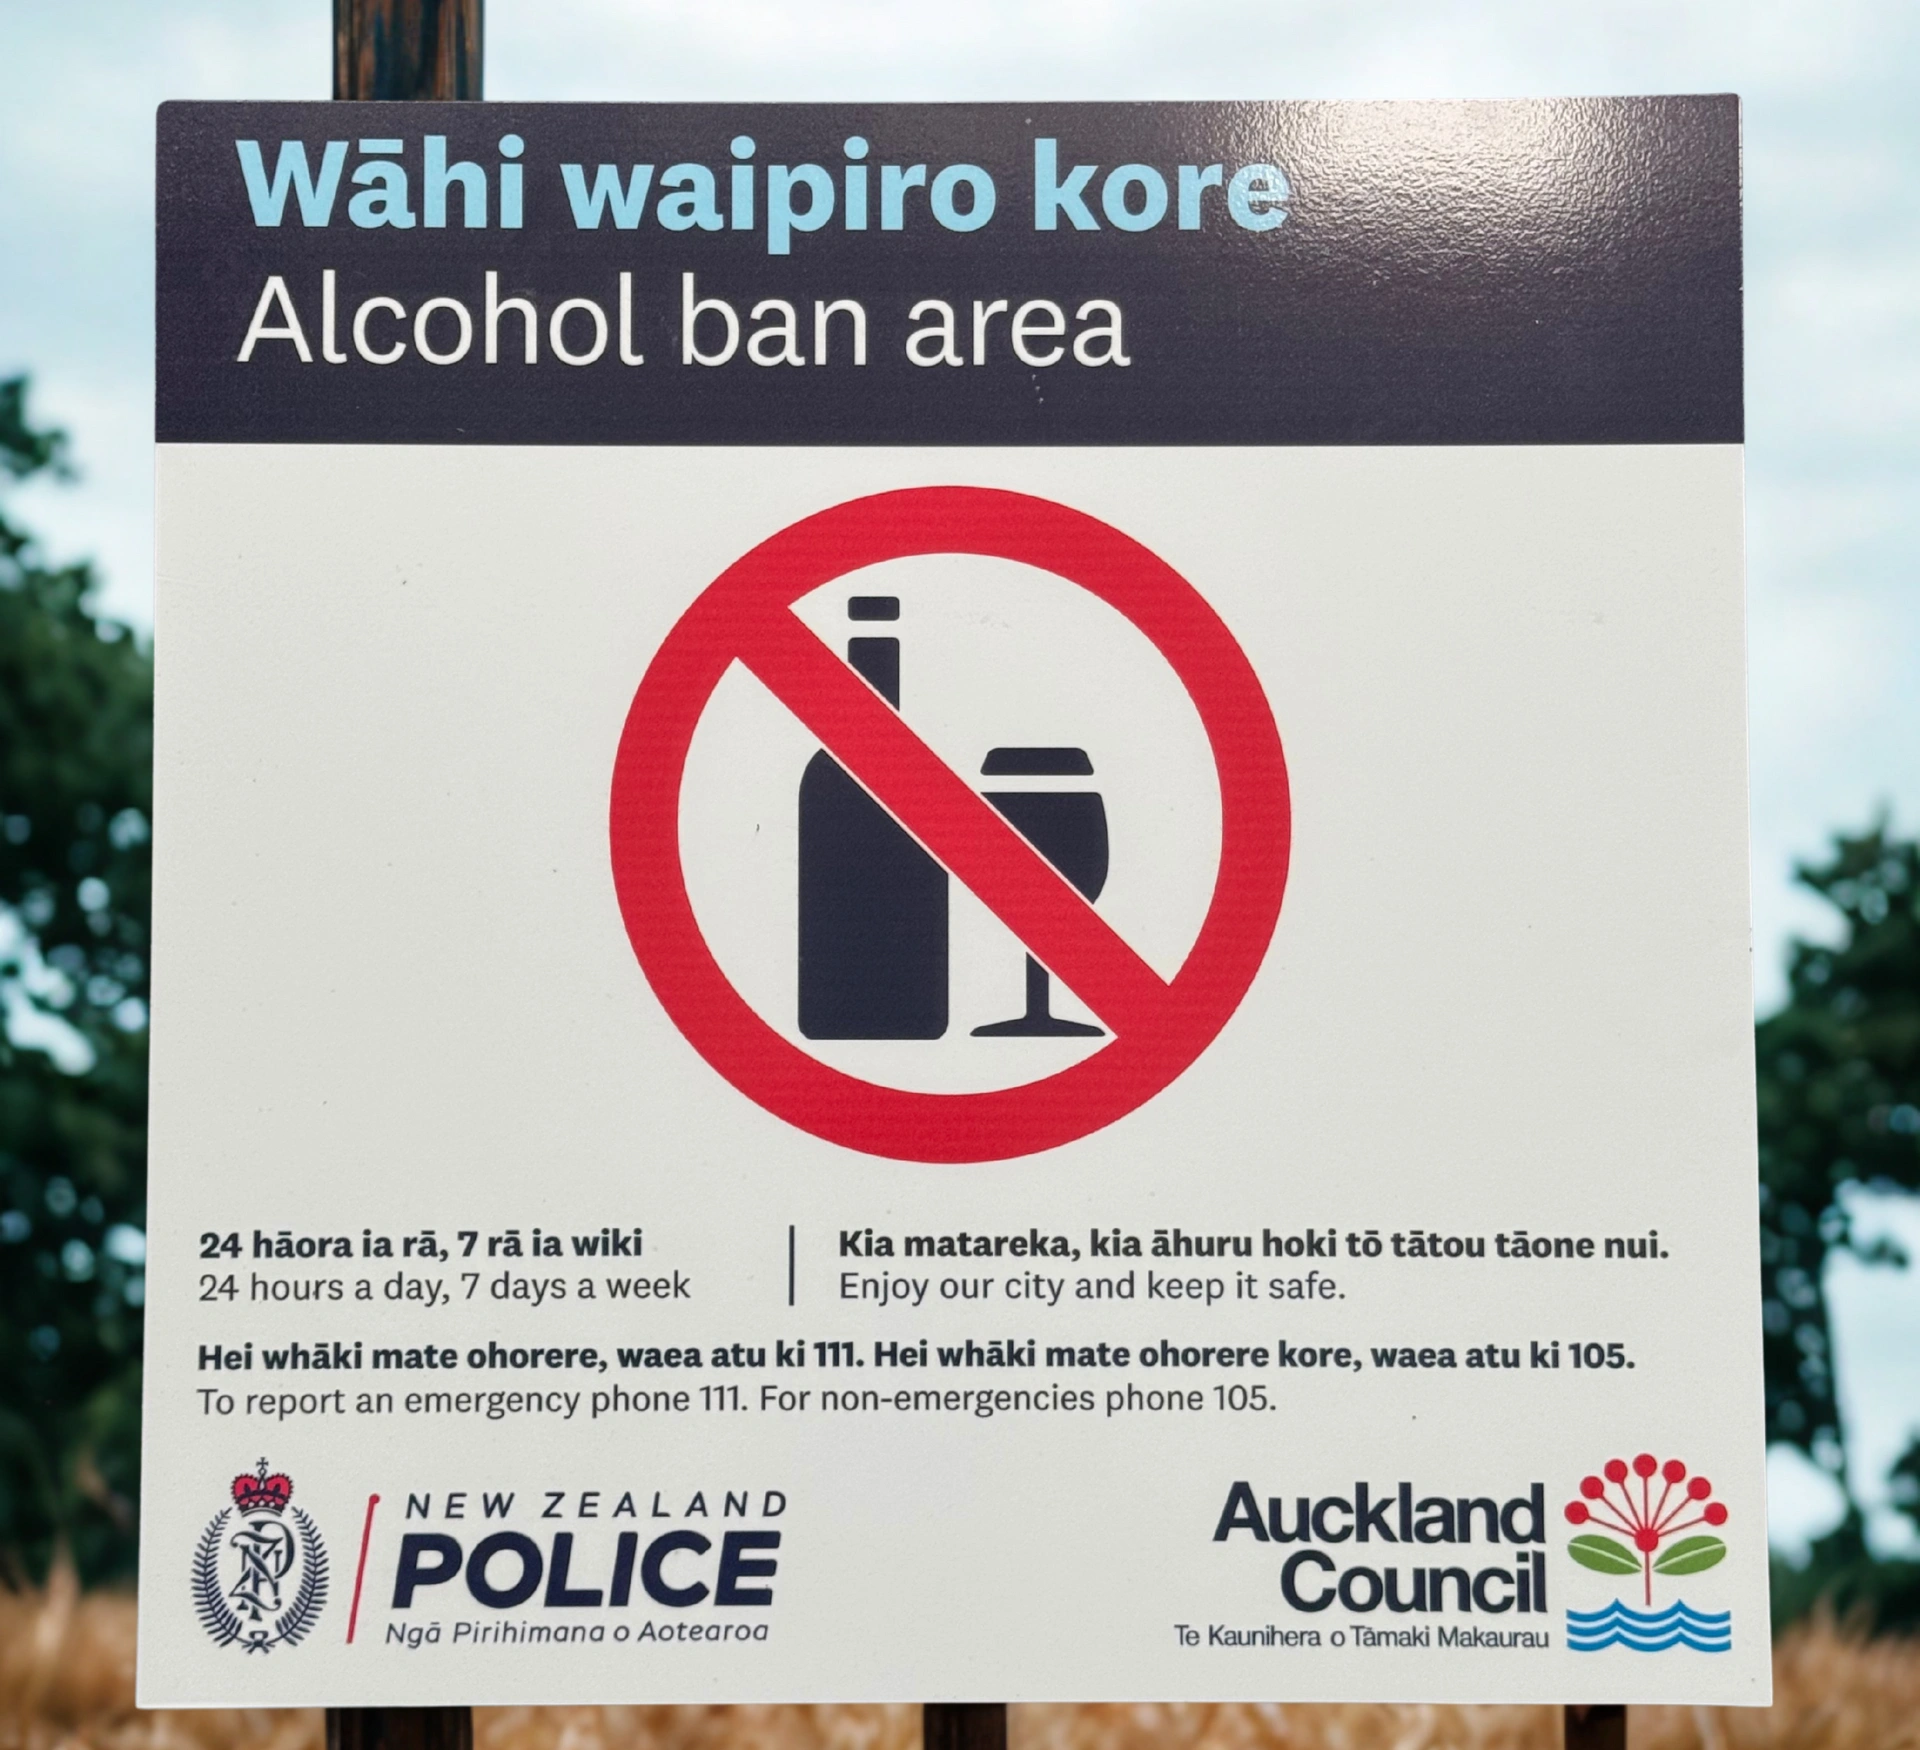 Wāhi waipiro kore
Alcohol ban area
24 hāora ia rā, 7 rā ia wiki
24 hours a day, 7 days a week
Kia matareka, kia āhuru hoki tō tātou tāone nui.
Enjoy our city and keep it safe.
Hei whāki mate ohorere, waea atu ki 111. Hei whāki mate ohorere kore, waea atu ki 105.
To report an emergency phone 111. For non-emergencies phone 105.
NEW ZEALAND
POLICE
Ngā Pirihimana o Aotearoa
Auckland
Council
Te Kaunihera o Tāmaki Makaurau